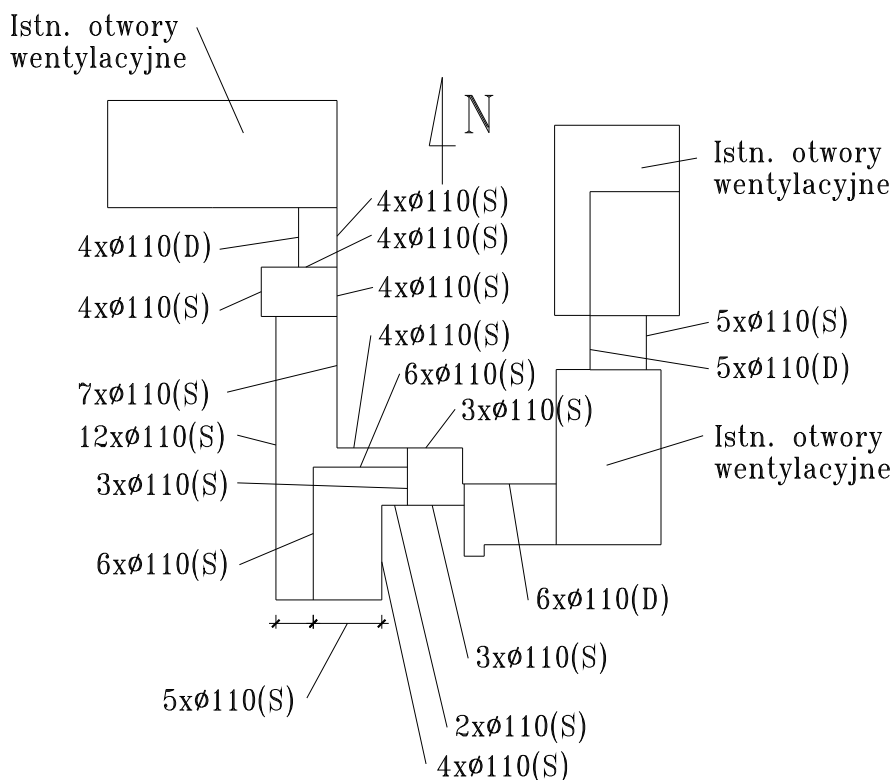 Istn. otwory
wentylacyjne
N
Istn. otwory
wentylacyjne
4xø110(S)
4xø110(D)
4xø110(S)
4xø110(S)
4xø110(S)
5xø110(S)
4xø110(S)
5xø110(D)
6xø110(S)
7xø110(S)
3xø110(S)
12xø110(S)
Istn. otwory
wentylacyjne
3xø110(S)
6xø110(S)
6xø110(D)
3xø110(S)
5xø110(S)
2xø110(S)
4xø110(S)